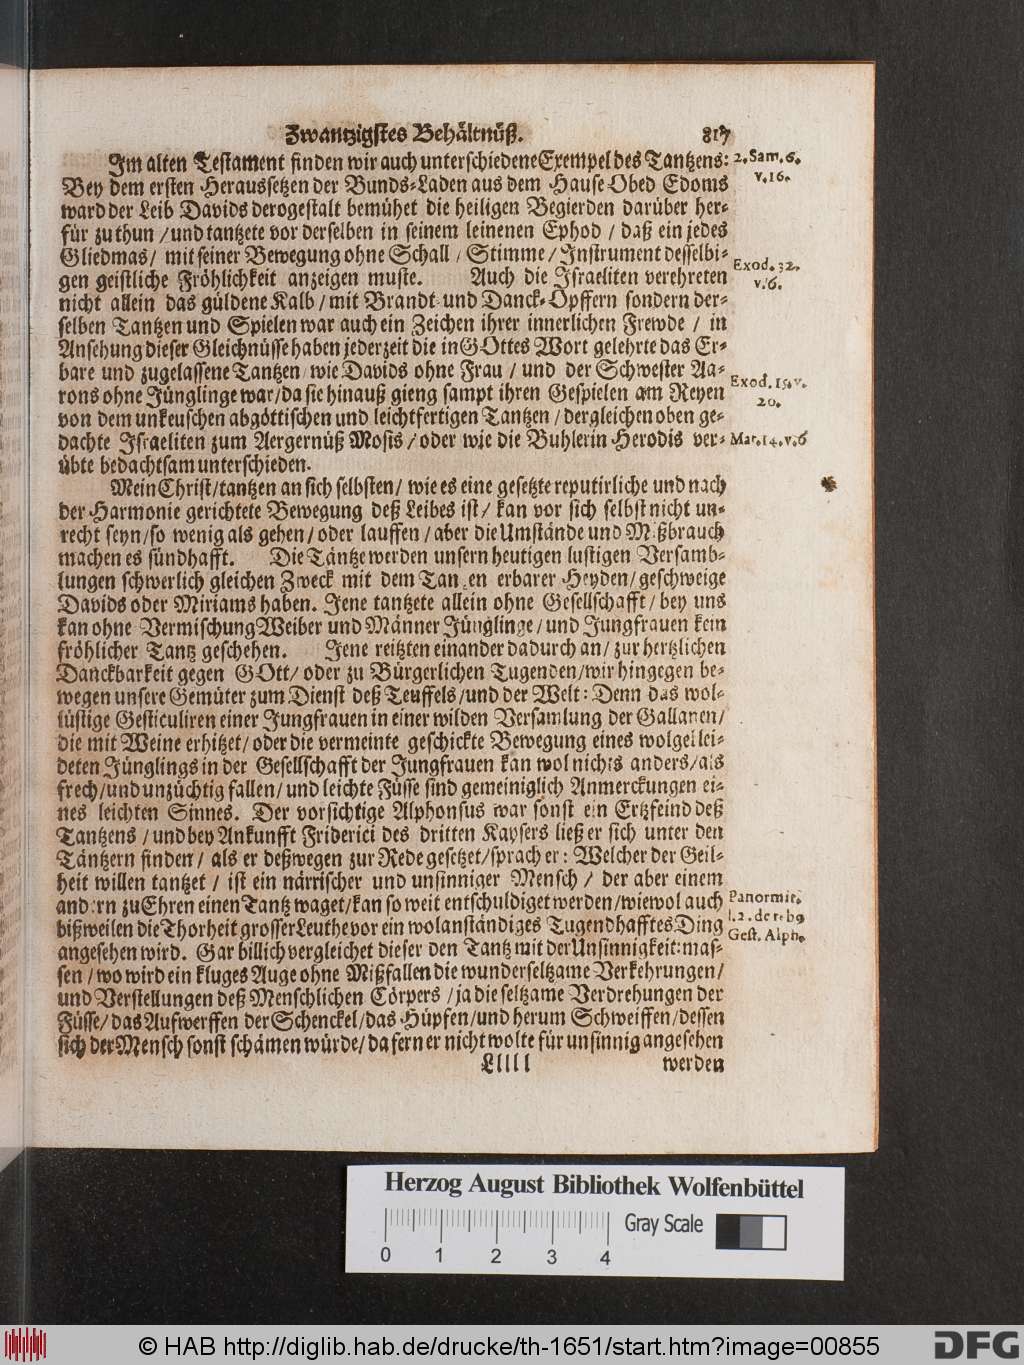 Zwantzigstes Behältnüß. 817
Im alten Testament finden wir auch unterschiedene Exempel des Tantzens: 2. Sam. 6.
v. 16.
Bey dem ersten Heraussetzen der Bunds-Laden aus dem Hause Obed Edoms
ward der Leib Davids derogestalt bemühet die heiligen Begierden darüber her-
für zu thun / und tantzete vor derselben in seinem leinenen Ephod / daß ein jedes
Gliedmas / mit seiner Bewegung ohne Schall / Stimme / Instrument desselbi-
gen geistliche Fröhlichkeit anzeigen muste. Auch die Israeliten verehreten
Exod. 32.
v. 6.
nicht allein das güldene Kalb / mit Brandt und Danck-Opffern sondern der-
selben Tantzen und Spielen war auch ein Zeichen ihrer innerlichen Frewde / in
Ansehung dieser Gleichnüsse haben jederzeit die in GOttes Wort gelehrte das Er-
bare und zugelassene Tantzen / wie Davids ohne Frau / und der Schwester Aa-
rons ohne Jünglinge war / da sie hinauß gieng sampt ihren Gespielen am Reyen
Exod. 15. v.
20.
von dem unkeuschen abgöttischen und leichtfertigen Tantzen / dergleichen oben ge-
dachte Israeliten zum Aergernüß Mosis / oder wie die Buhlerin Herodis ver- Mar. 14. v. 6
übte bedachtsam unterschieden.
Mein Christ / tantzen an sich selbsten / wie es eine gesetzte reputirliche und nach
der Harmonie gerichtete Bewegung deß Leibes ist / kan vor sich selbst nicht un-
recht seyn / so wenig als gehen / oder lauffen / aber die Umstände und Mißbrauch
machen es sündhafft. Die Täntze werden unsern heutigen lustigen Versamb-
lungen schwerlich gleichen Zweck mit dem Tantzen erbarer Heyden / geschweige
Davids oder Miriams haben. Jene tantzete allein ohne Gesellschafft / bey uns
kan ohne Vermischung Weiber und Männer Jünglinge / und Jungfrauen kein
fröhlicher Tantz geschehen. Jene reitzten einander dadurch an / zur hertzlichen
Danckbarkeit gegen GOtt / oder zu Bürgerlichen Tugenden / wir hingegen be-
wegen unsere Gemüter zum Dienst deß Teuffels / und der Welt: Denn das wol-
lüstige Gesticuliren einer Jungfrauen in einer wilden Versamlung der Gallanen /
die mit Weine erhitzet / oder die vermeinte geschickte Bewegung eines wolgeklei-
deten Jünglings in der Gesellschafft der Jungfrauen kan wol nichts anders / als
frech / und unzüchtig fallen / und leichte Füsse sind gemeiniglich Anmerckungen ei-
nes leichten Sinnes. Der vorsichtige Alphonsus war sonst ein Ertzfeind deß
Tantzens / und bey Ankunfft Friderici des dritten Kaysers ließ er sich unter den
Täntzern finden / als er deßwegen zur Rede gesetzet / sprach er: Welcher der Geil-
heit willen tantzet / ist ein närrischer und unsinniger Mensch / der aber einem
andern zu Ehren einen Tantz waget / kan so weit entschuldiget werden / wiewol auch
Panormit.
l. 2. de reb9
Gest. Alph.
bißweilen die Thorheit grosser Leuthe vor ein wolanständiges Tugendhafftes Ding
angesehen wird. Gar billich vergleichet dieser den Tantz mit der Unsinnigkeit: mas-
sen / wo wird ein kluges Auge ohne Mißfallen die wunderseltzame Verkehrungen /
und Verstellungen deß Menschlichen Cörpers / ja die seltzame Verdrehungen der
Füsse / das Aufwerffen der Schenckel / das Hüpfen / und herum Schweiffen / dessen
sich der Mensch sonst schämen würde / da fern er nicht wolte für unsinnig angesehen
Lllll werden
Herzog August Bibliothek Wolfenbüttel
Gray Scale
0 1 2 3 4
© HAB http://diglib.hab.de/drucke/th-1651/start.htm?image=00855
DFG